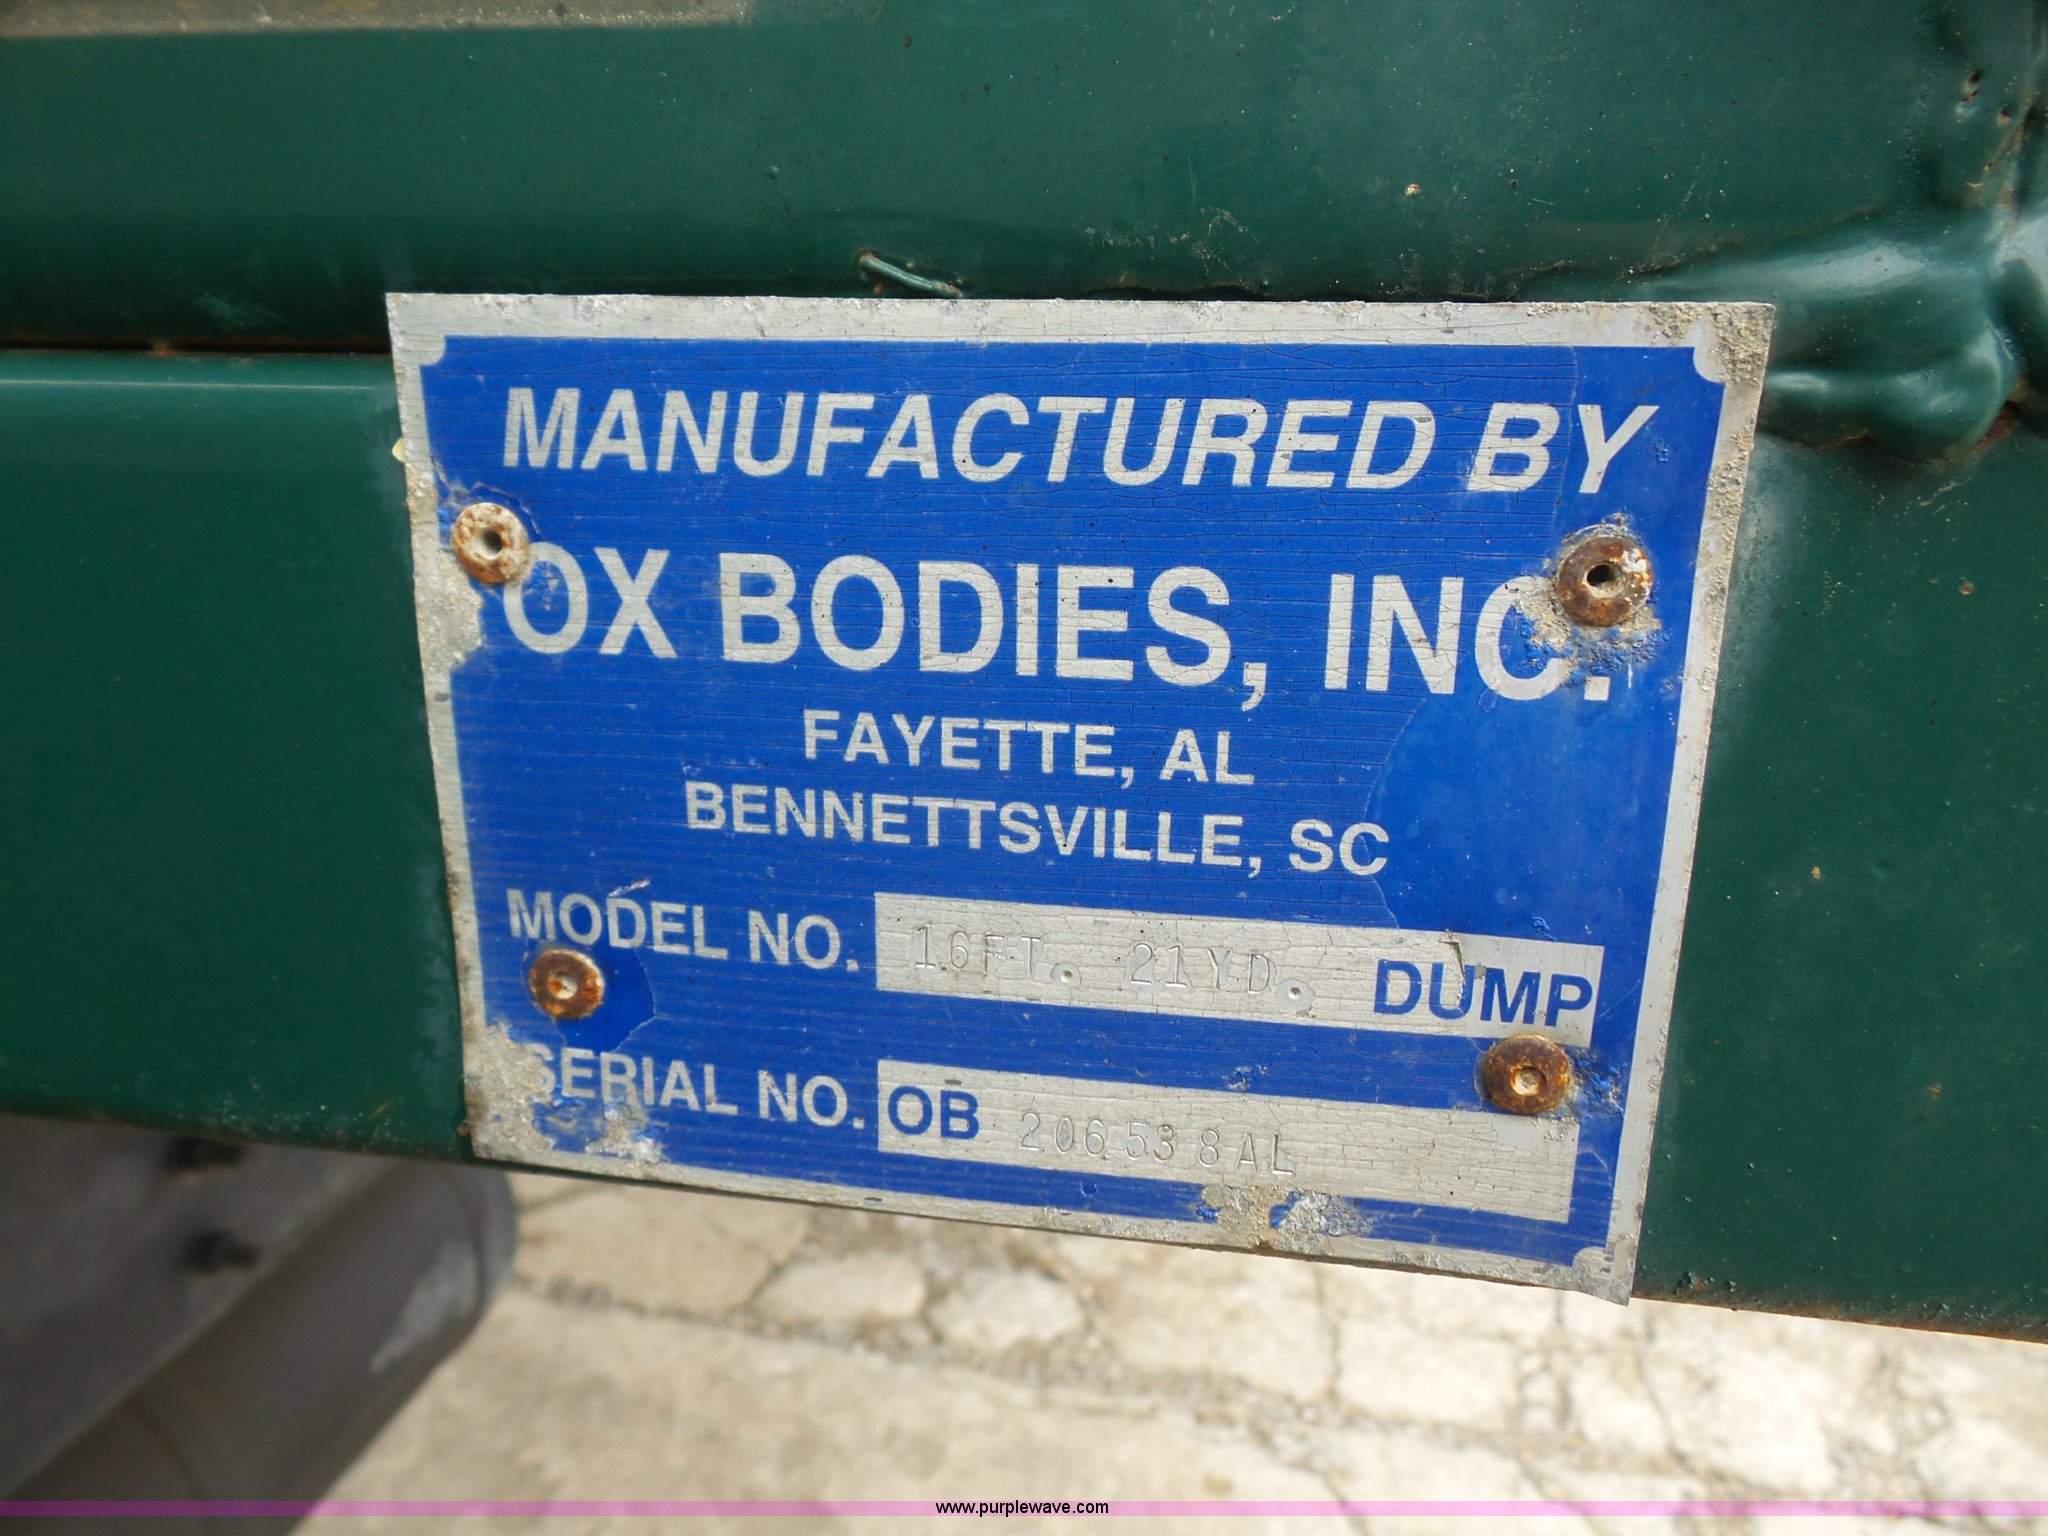 MANUFACTURED BY
OX BODIES, INC.
FAYETTE, AL
BENNETTSVILLE, SC
MODEL NO. 16FT. 21YD. DUMP
SERIAL NO. OB 206538AL
www.purplewave.com